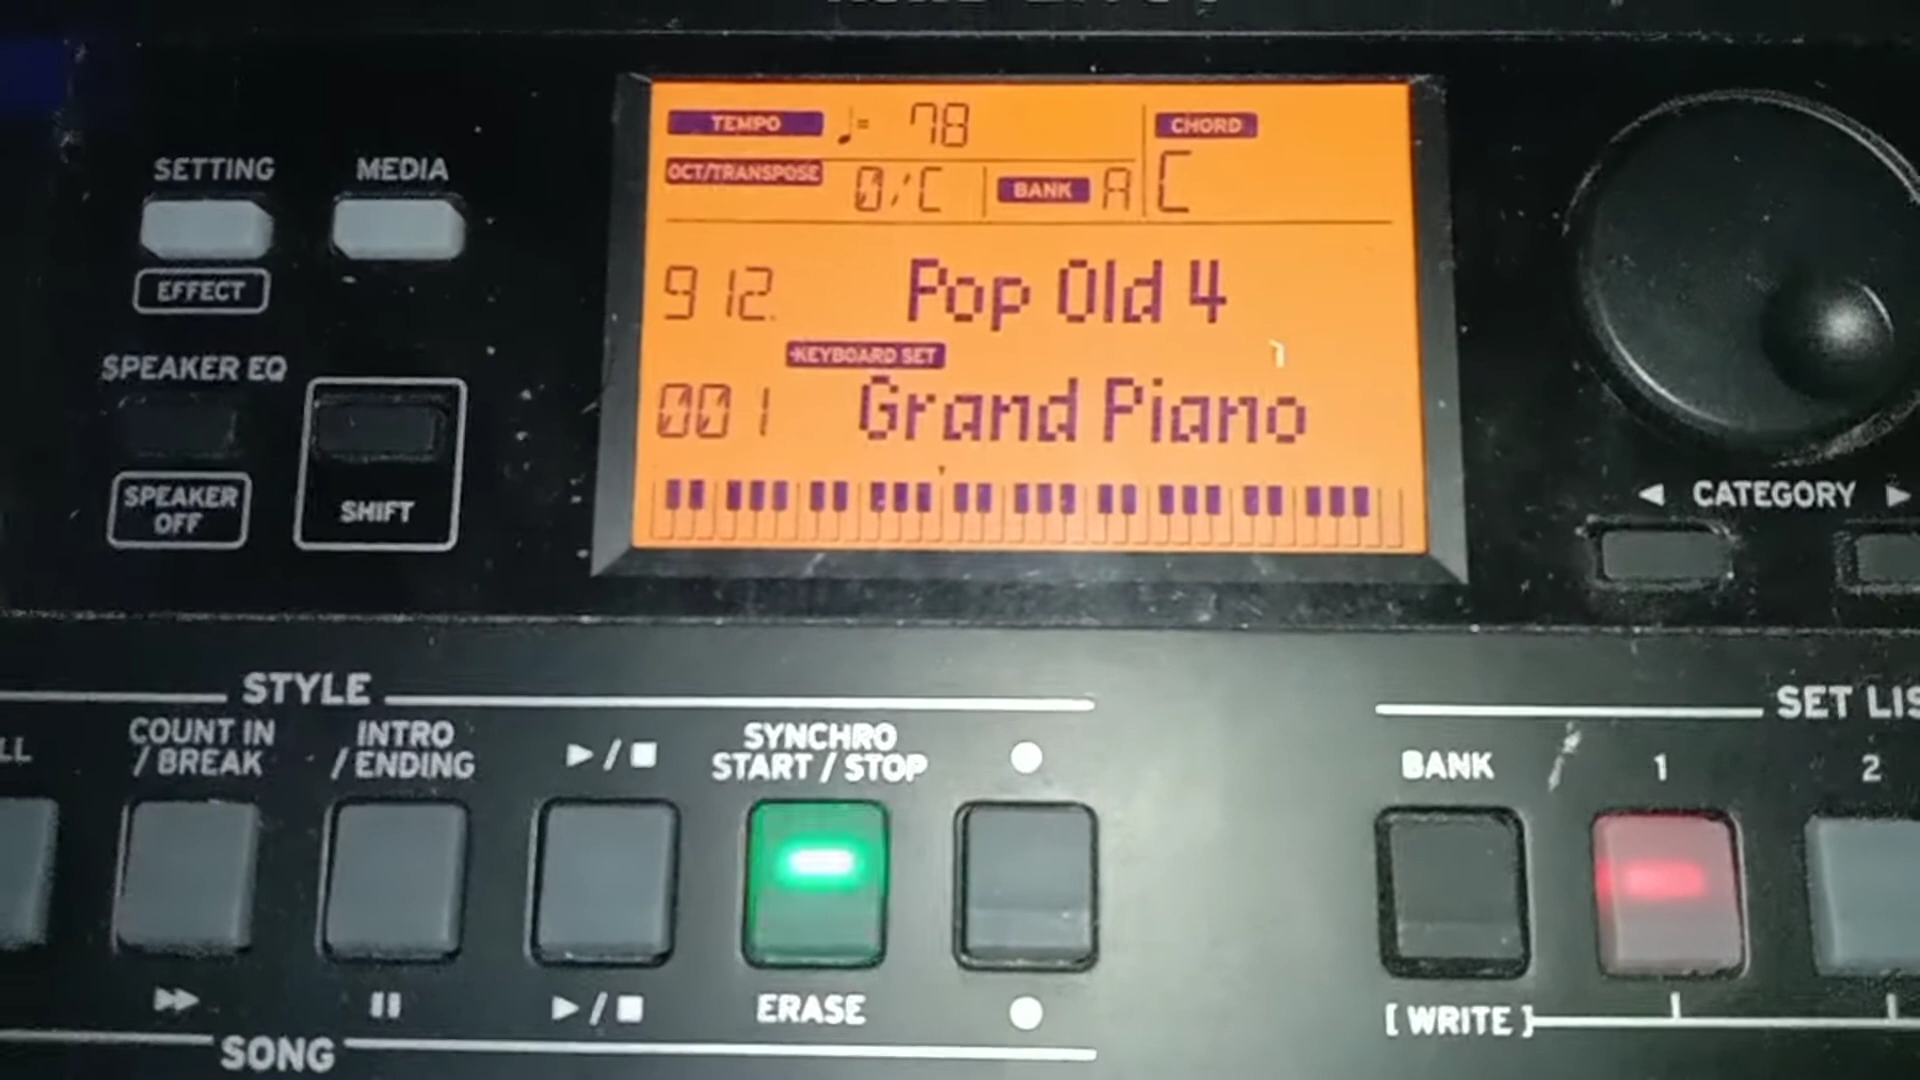 SETTING MEDIA
EFFECT
SPEAKER EQ
SPEAKER OFF
SHIFT
TEMPO ♩= 78
CHORD
C
OCT/TRANSPOSE 0/C BANK A
912. Pop Old 4
KEYBOARD SET
001 Grand Piano
◀ CATEGORY ▶
STYLE
COUNT IN / BREAK
INTRO / ENDING
▶/■
SYNCHRO START / STOP
●
▶▶
▶/■
ERASE
●
SONG
BANK 1 2
[ WRITE ]